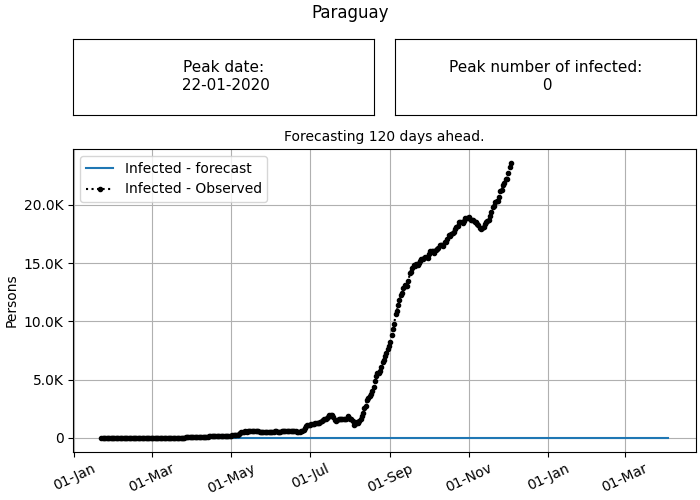 Paraguay
Peak date:
22-01-2020
Peak number of infected:
0
Forecasting 120 days ahead.
Infected - forecast
Infected - Observed
Persons
20.0K
15.0K
10.0K
5.0K
0
01-Jan
01-Mar
01-May
01-Jul
01-Sep
01-Nov
01-Jan
01-Mar